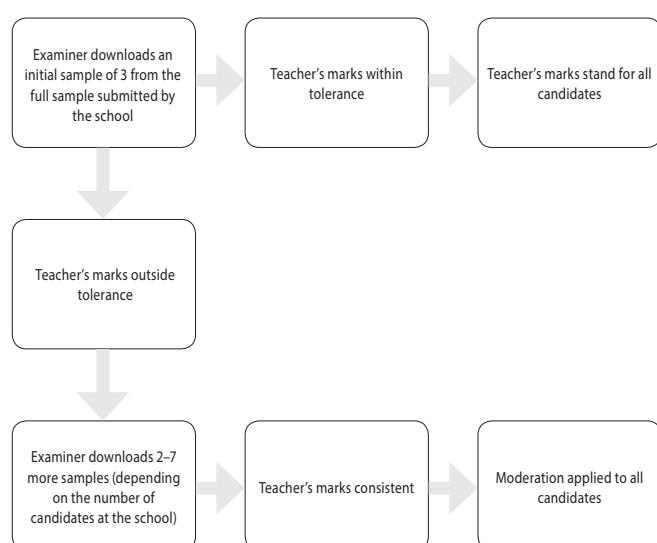 Examiner downloads an
initial sample of 3 from the
full sample submitted by
the school
Teacher’s marks within
tolerance
Teacher’s marks stand for all
candidates
Teacher’s marks outside
tolerance
Examiner downloads 2–7
more samples (depending
on the number of
candidates at the school)
Teacher’s marks consistent
Moderation applied to all
candidates